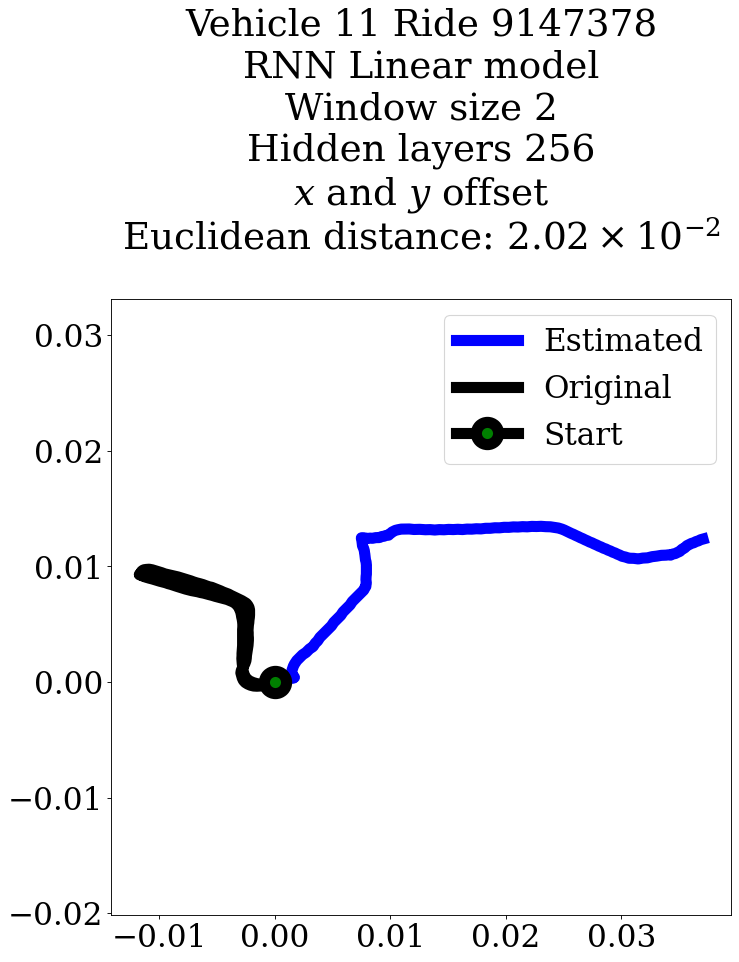 Vehicle 11 Ride 9147378
RNN Linear model
Window size 2
Hidden layers 256
x and y offset
Euclidean distance: 2.02 × 10⁻²
Estimated
Original
Start
0.03
0.02
0.01
0.00
−0.01
−0.02
−0.01 0.00 0.01 0.02 0.03